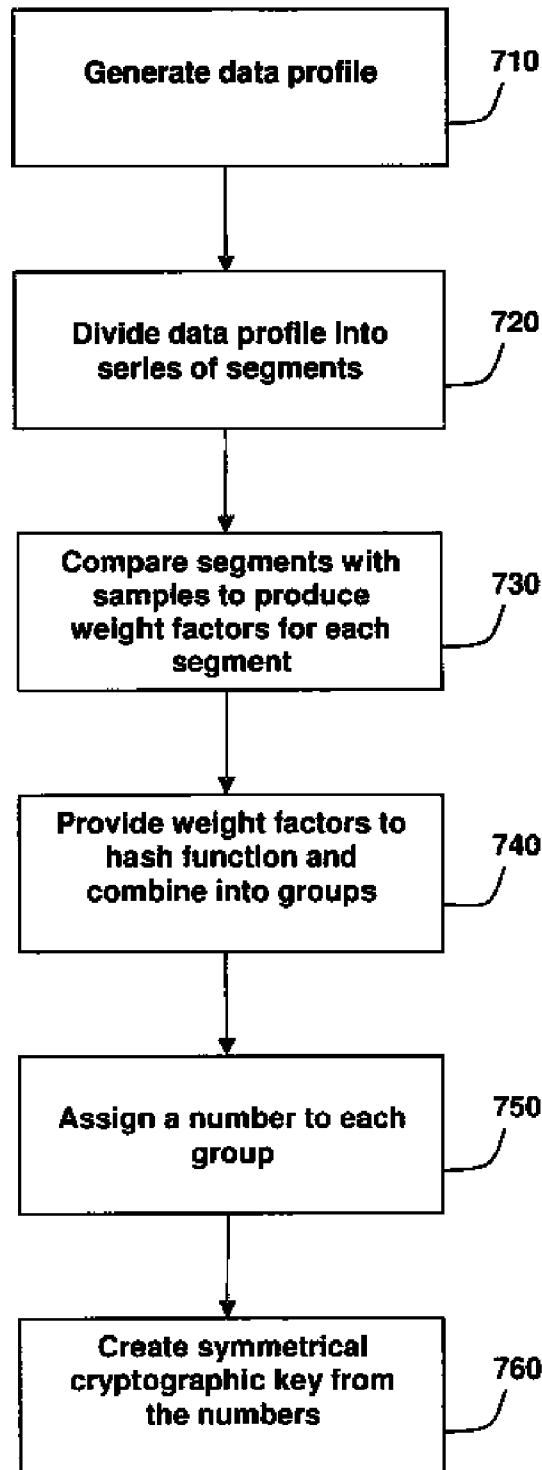 Generate data profile
710
Divide data profile into
series of segments
720
Compare segments with
samples to produce
weight factors for each
segment
730
Provide weight factors to
hash function and
combine into groups
740
Assign a number to each
group
750
Create symmetrical
cryptographic key from
the numbers
760